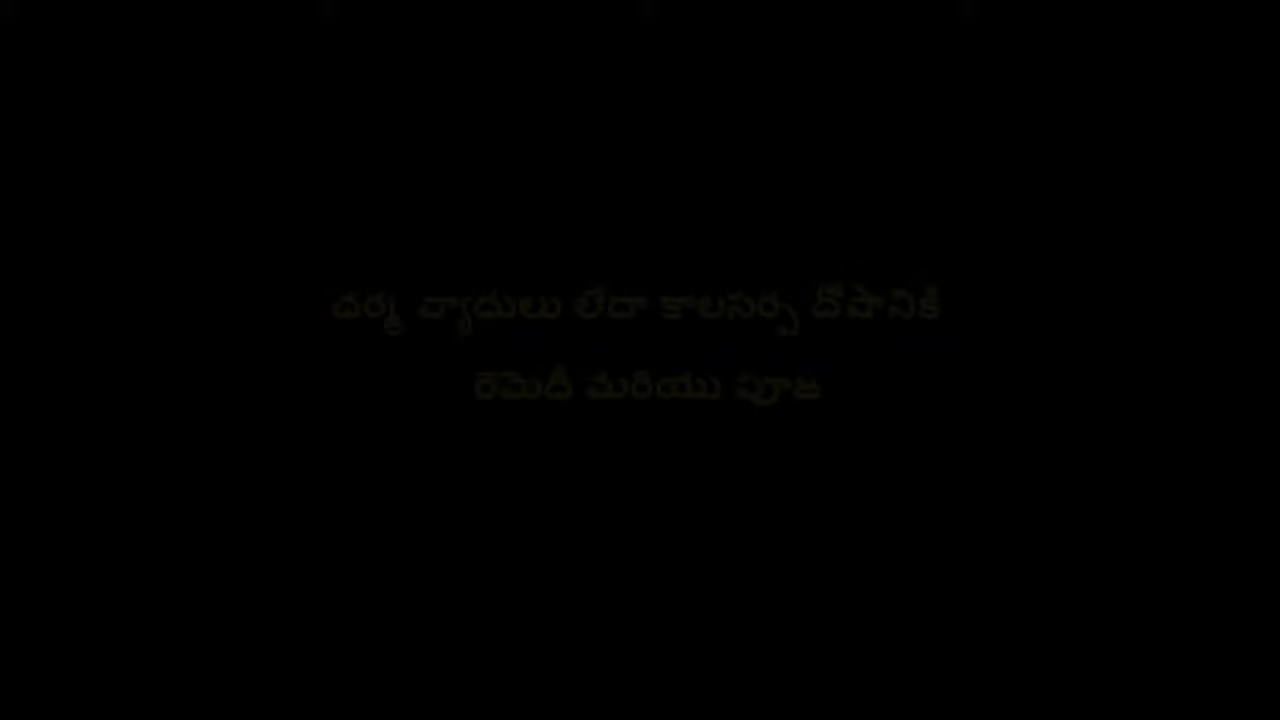 చర్మ వ్యాధులు లేదా కాలసర్ప దోషానికి
రెమెడీ మరియు పూజ